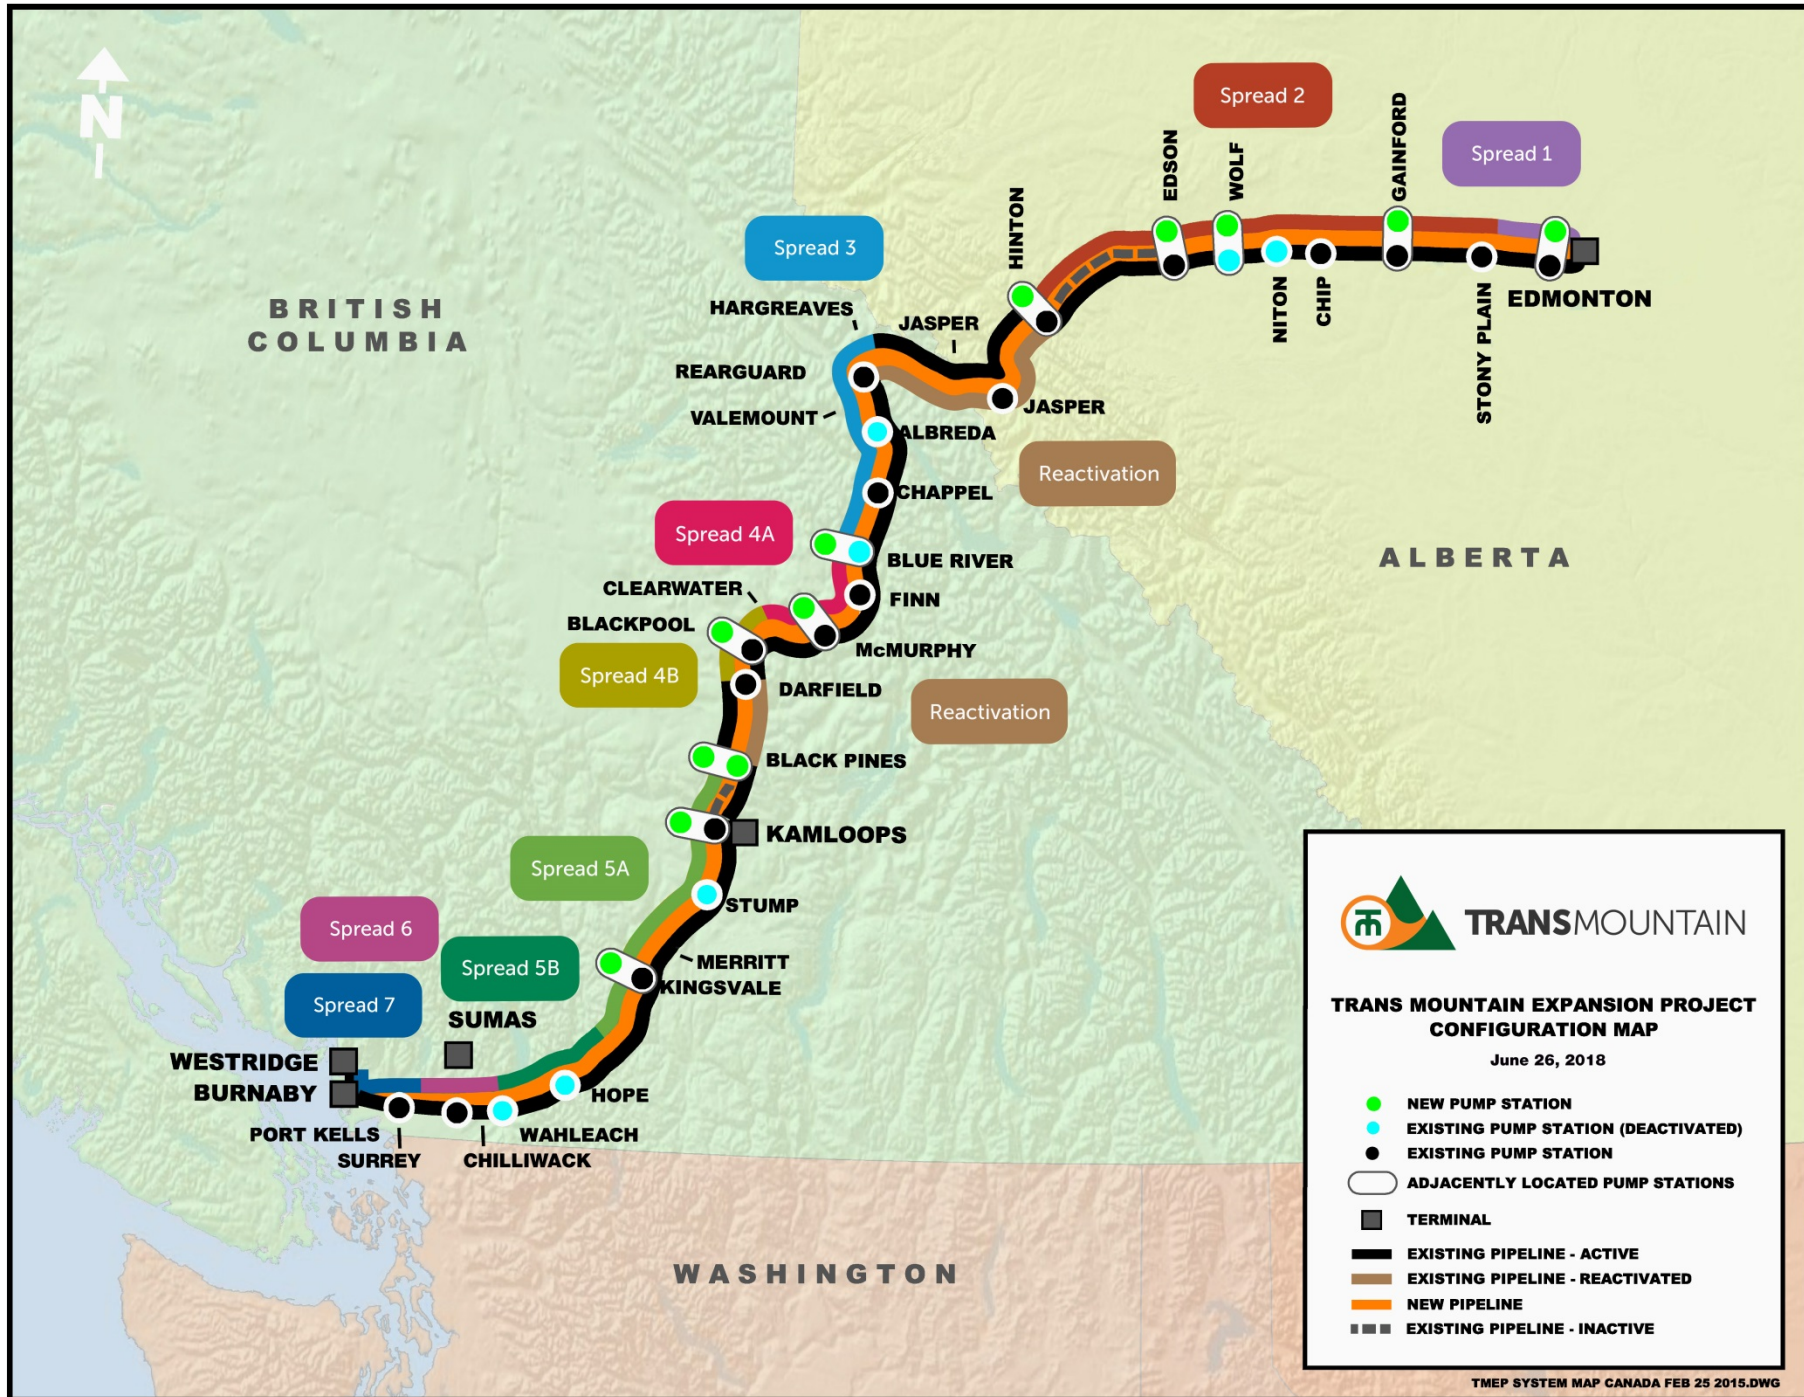 N
Spread 2
Spread 1
GAINFORD
EDSON
WOLF
HINTON
Spread 3
HARGREAVES
JASPER
BRITISH
COLUMBIA
EDMONTON
NITON
CHIP
STONY PLAIN
REARGUARD
VALEMOUNT
JASPER
ALBREDA
Reactivation
CHAPPEL
Spread 4A
BLUE RIVER
ALBERTA
CLEARWATER
FINN
BLACKPOOL
McMURPHY
Spread 4B
DARFIELD
Reactivation
BLACK PINES
KAMLOOPS
Spread 5A
STUMP
Spread 6
MERRITT
Spread 5B
KINGSVALE
Spread 7
SUMAS
WESTRIDGE
BURNABY
HOPE
PORT KELLS
WAHLEACH
SURREY
CHILLIWACK
WASHINGTON
TRANSMOUNTAIN
TRANS MOUNTAIN EXPANSION PROJECT
CONFIGURATION MAP
June 26, 2018
NEW PUMP STATION
EXISTING PUMP STATION (DEACTIVATED)
EXISTING PUMP STATION
ADJACENTLY LOCATED PUMP STATIONS
TERMINAL
EXISTING PIPELINE - ACTIVE
EXISTING PIPELINE - REACTIVATED
NEW PIPELINE
EXISTING PIPELINE - INACTIVE
TMEP SYSTEM MAP CANADA FEB 25 2015.DWG